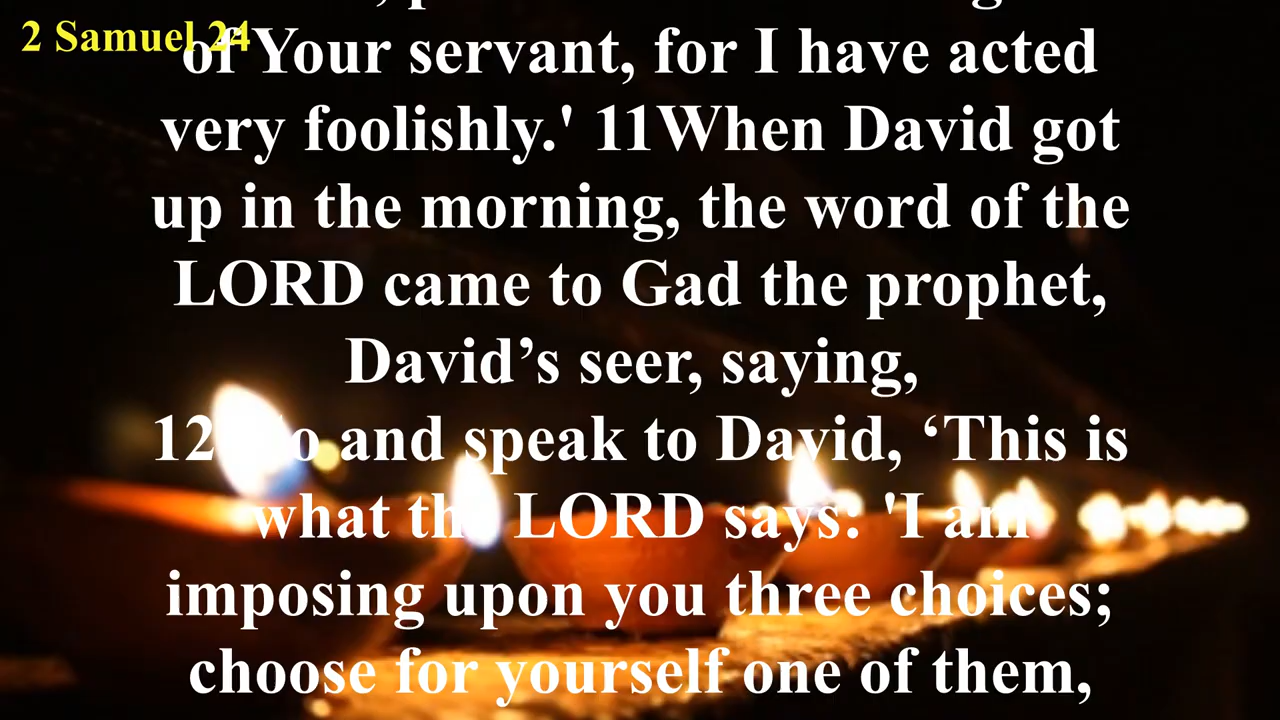 2 Samuel 24
of Your servant, for I have acted
very foolishly.' 11When David got
up in the morning, the word of the
LORD came to Gad the prophet,
David’s seer, saying,
12 and speak to David, ‘This is
what the LORD says: 'I am
imposing upon you three choices;
choose for yourself one of them,